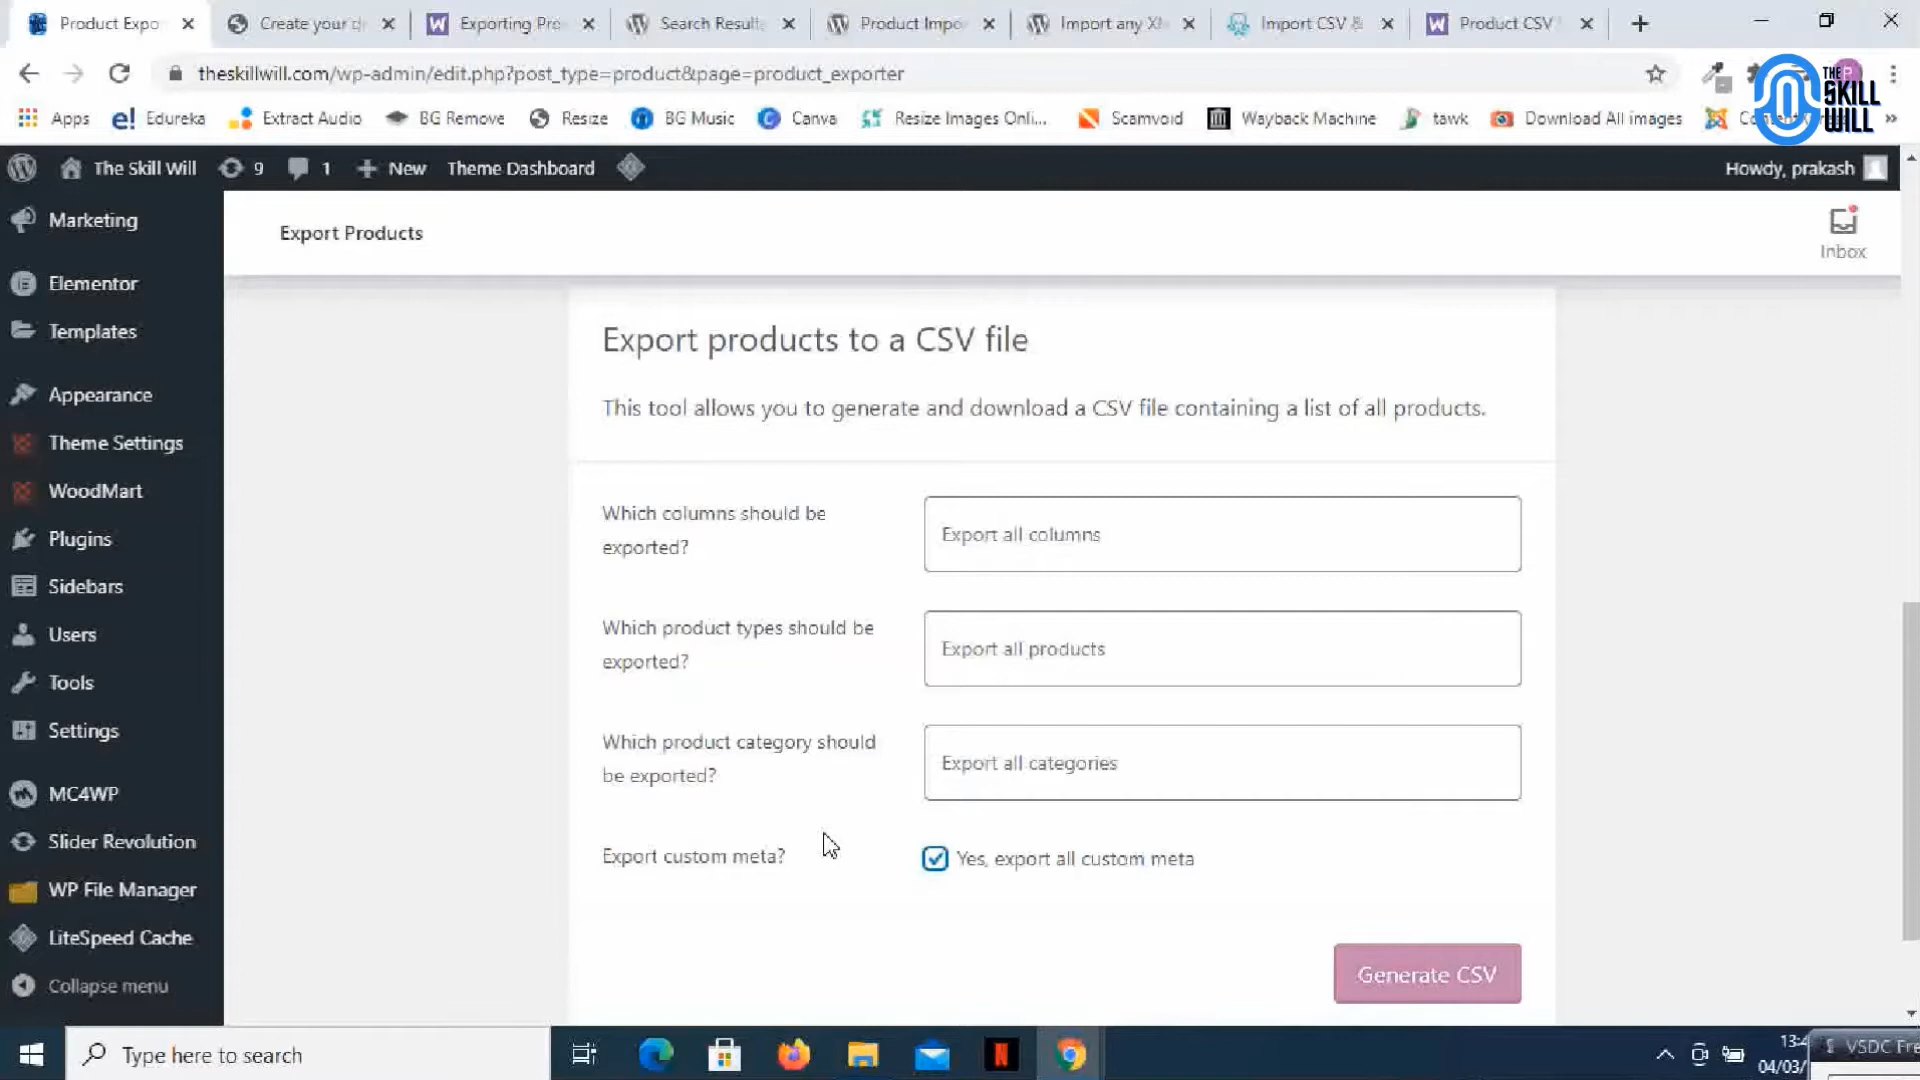 Product Expo
Create your d
Exporting Pro
Search Result
Product Impo
Import any XM
Import CSV &
Product CSV
theskillwill.com/wp-admin/edit.php?post_type=product&page=product_exporter
Apps
Edureka
Extract Audio
BG Remove
Resize
BG Music
Canva
Resize Images Onli...
Scamvoid
Wayback Machine
tawk
Download All images
THE
SKILL
WILL
The Skill Will
9
1
New
Theme Dashboard
Howdy, prakash
Marketing
Elementor
Templates
Appearance
Theme Settings
WoodMart
Plugins
Sidebars
Users
Tools
Settings
MC4WP
Slider Revolution
WP File Manager
LiteSpeed Cache
Collapse menu
Export Products
Inbox
Export products to a CSV file
This tool allows you to generate and download a CSV file containing a list of all products.
Which columns should be
exported?
Export all columns
Which product types should be
exported?
Export all products
Which product category should
be exported?
Export all categories
Export custom meta?
Yes, export all custom meta
Generate CSV
Type here to search
13:4
04/03/
VSDC Fre